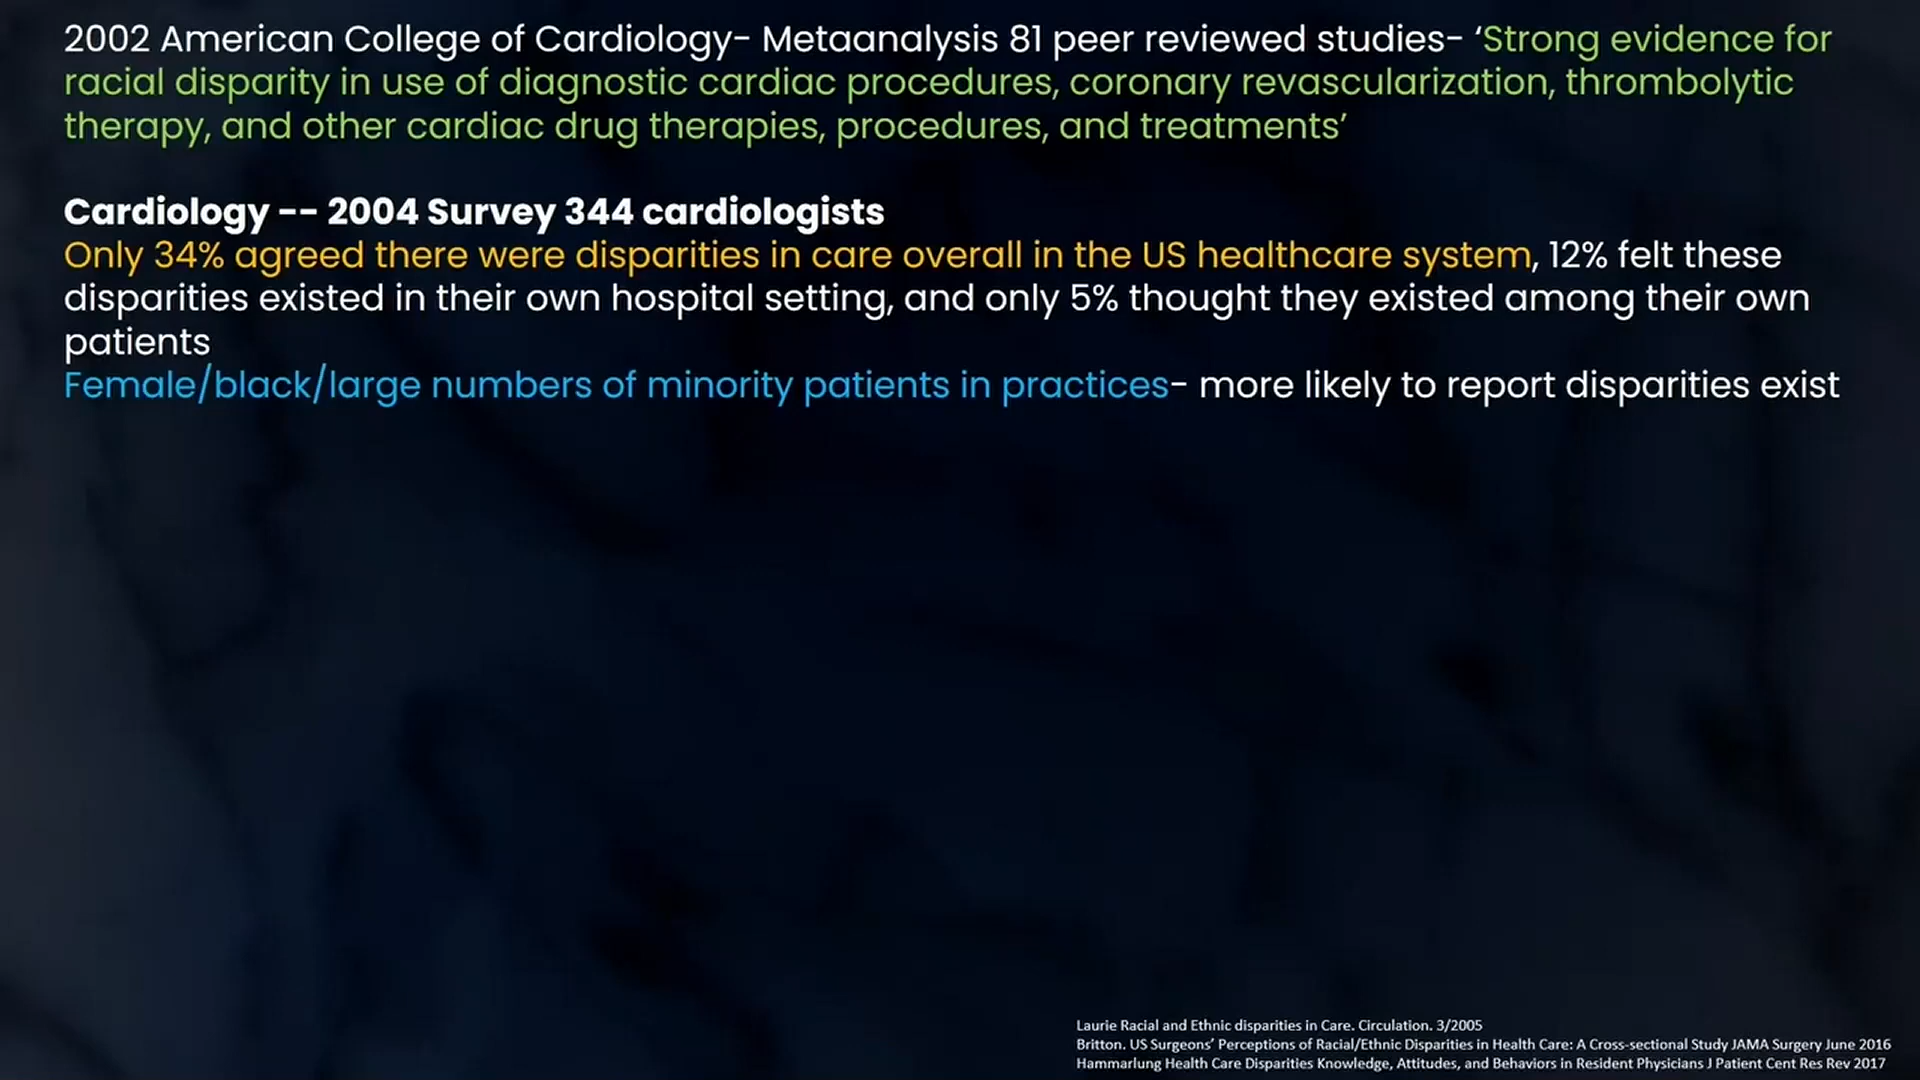 2002 American College of Cardiology- Metaanalysis 81 peer reviewed studies- ‘Strong evidence for
racial disparity in use of diagnostic cardiac procedures, coronary revascularization, thrombolytic
therapy, and other cardiac drug therapies, procedures, and treatments’
Cardiology -- 2004 Survey 344 cardiologists
Only 34% agreed there were disparities in care overall in the US healthcare system, 12% felt these
disparities existed in their own hospital setting, and only 5% thought they existed among their own
patients
Female/black/large numbers of minority patients in practices- more likely to report disparities exist
Laurie Racial and Ethnic disparities in Care. Circulation. 3/2005
Britton. US Surgeons’ Perceptions of Racial/Ethnic Disparities in Health Care: A Cross-sectional Study JAMA Surgery June 2016
Hammarlung Health Care Disparities Knowledge, Attitudes, and Behaviors in Resident Physicians J Patient Cent Res Rev 2017